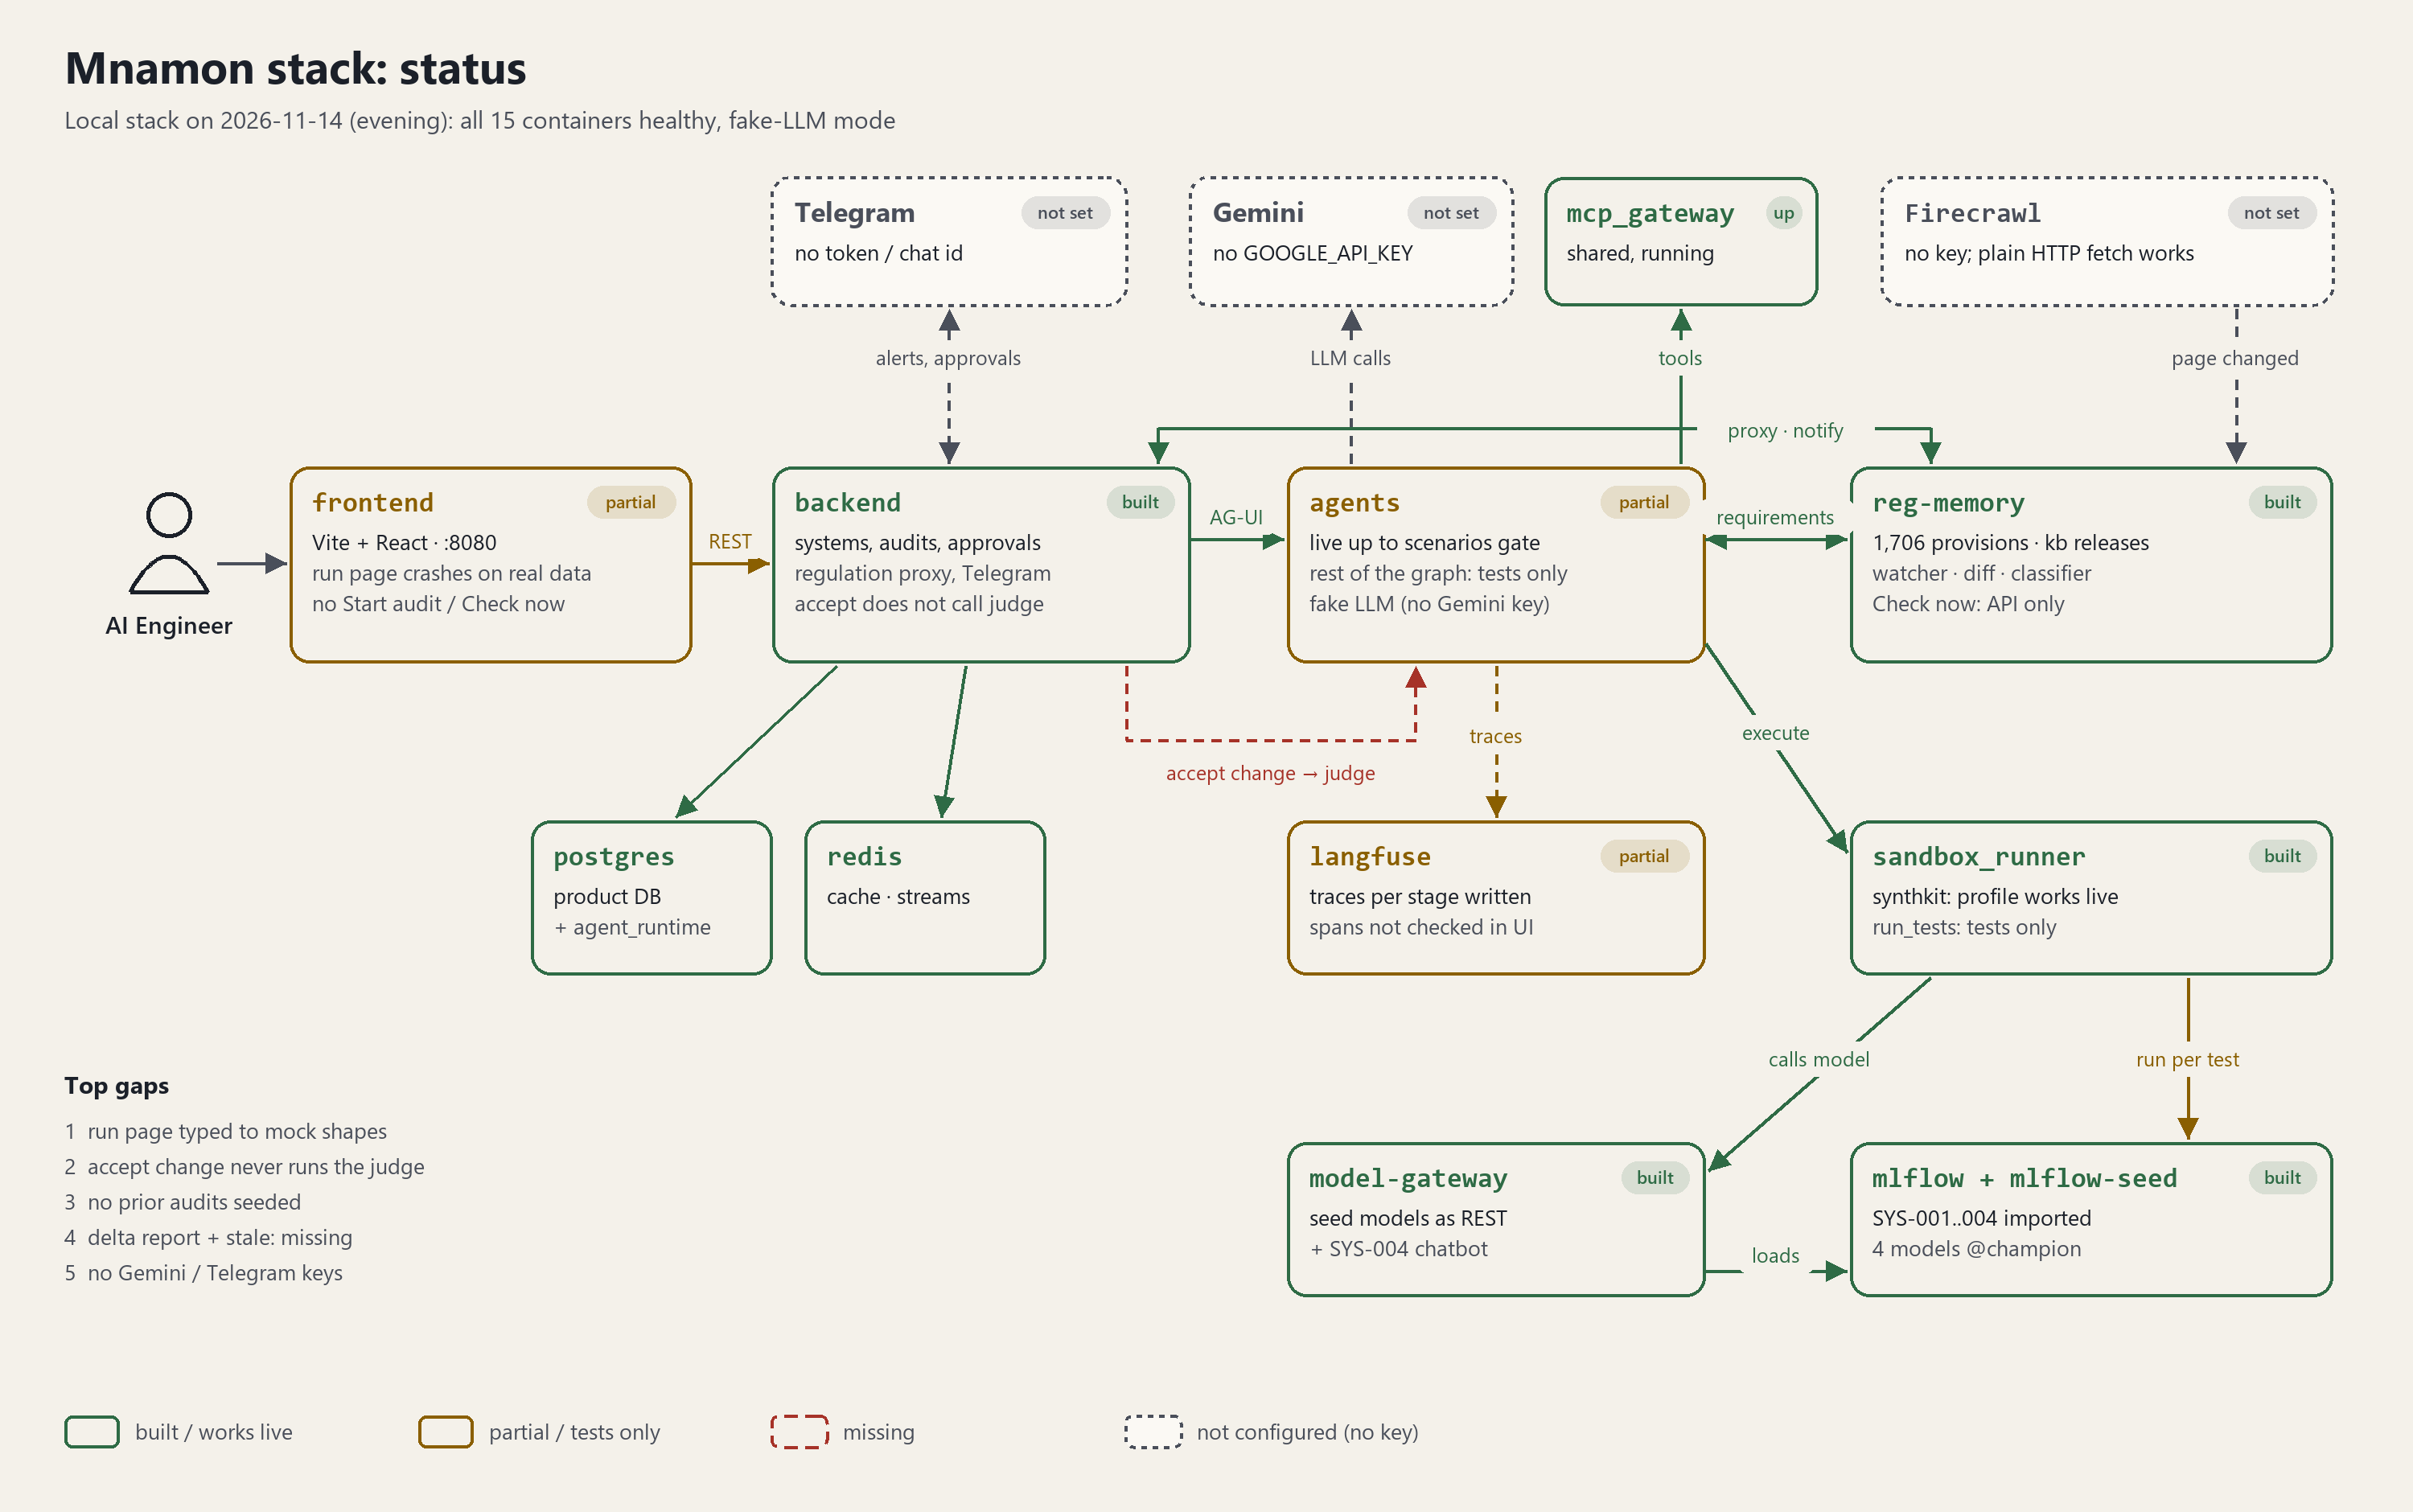 Mnamon stack: status
Local stack on 2026-11-14 (evening): all 15 containers healthy, fake-LLM mode
Telegram
not set
no token / chat id
Gemini
not set
no GOOGLE_API_KEY
mcp_gateway
up
shared, running
Firecrawl
not set
no key; plain HTTP fetch works
alerts, approvals
LLM calls
tools
page changed
proxy · notify
AI Engineer
frontend
partial
Vite + React · :8080
run page crashes on real data
no Start audit / Check now
REST
backend
built
systems, audits, approvals
regulation proxy, Telegram
accept does not call judge
AG-UI
agents
partial
live up to scenarios gate
rest of the graph: tests only
fake LLM (no Gemini key)
requirements
reg-memory
built
1,706 provisions · kb releases
watcher · diff · classifier
Check now: API only
accept change → judge
traces
execute
postgres
product DB
+ agent_runtime
redis
cache · streams
langfuse
partial
traces per stage written
spans not checked in UI
sandbox_runner
built
synthkit: profile works live
run_tests: tests only
calls model
run per test
Top gaps
1 run page typed to mock shapes
2 accept change never runs the judge
3 no prior audits seeded
4 delta report + stale: missing
5 no Gemini / Telegram keys
model-gateway
built
seed models as REST
+ SYS-004 chatbot
loads
mlflow + mlflow-seed
built
SYS-001..004 imported
4 models @champion
built / works live
partial / tests only
missing
not configured (no key)